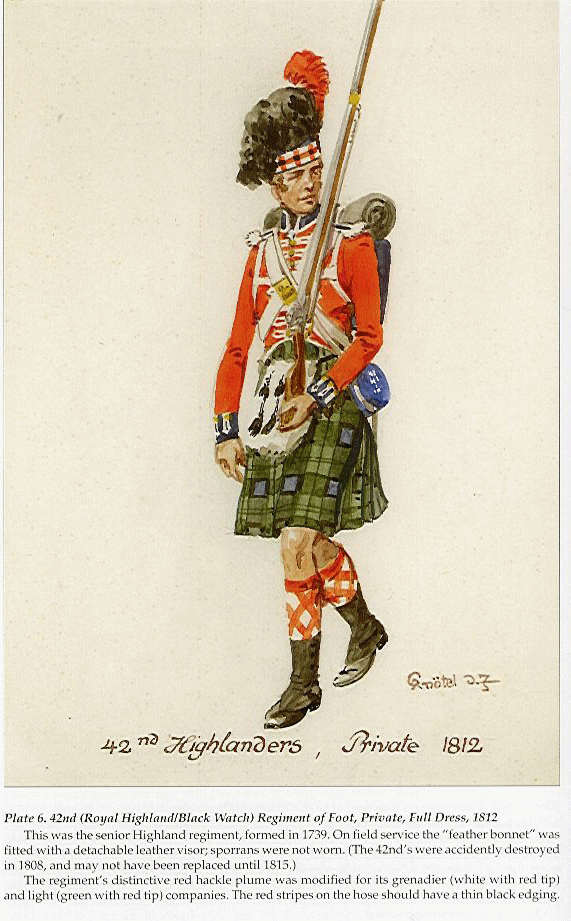 Knötel d.J.
42nd Highlanders, Private 1812
Plate 6. 42nd (Royal Highland/Black Watch) Regiment of Foot, Private, Full Dress, 1812
This was the senior Highland regiment, formed in 1739. On field service the "feather bonnet" was
fitted with a detachable leather visor; sporrans were not worn. (The 42nd's were accidently destroyed
in 1808, and may not have been replaced until 1815.)
The regiment's distinctive red hackle plume was modified for its grenadier (white with red tip)
and light (green with red tip) companies. The red stripes on the hose should have a thin black edging.